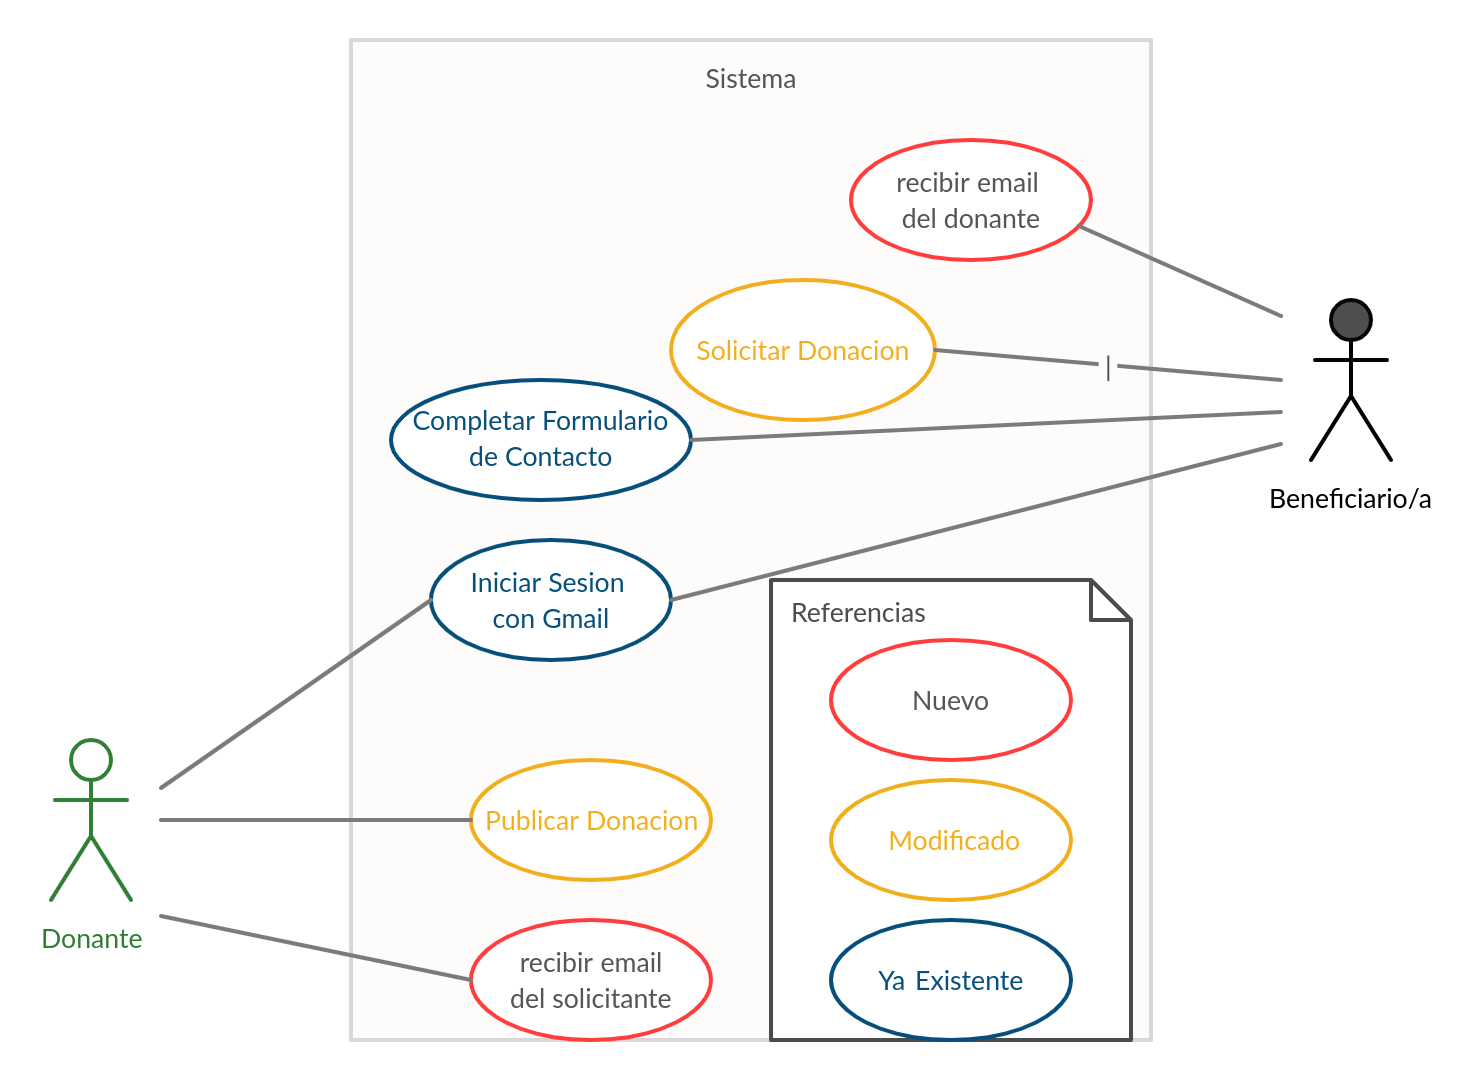 Sistema
recibir email
del donante
Solicitar Donacion
|
Completar Formulario
de Contacto
Beneficiario/a
Iniciar Sesion
con Gmail
Referencias
Nuevo
Publicar Donacion
Modificado
Donante
recibir email
del solicitante
Ya Existente